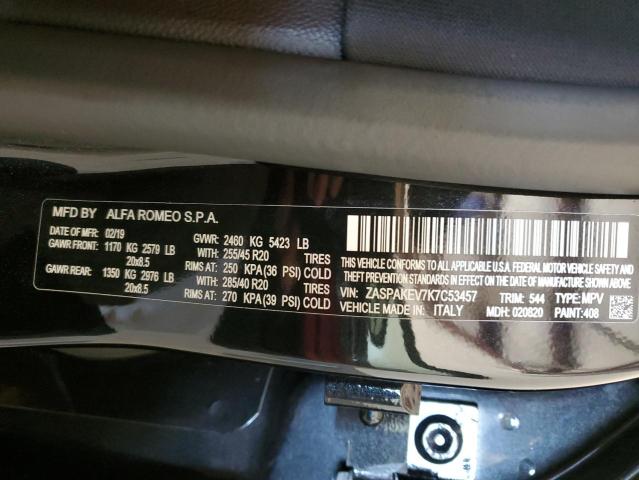 MFD BY ALFA ROMEO S.P.A.
DATE OF MFR: 02/19 GVWR: 2460 KG 5423 LB
GAWR FRONT: 1170 KG 2579 LB WITH: 255/45 R20 TIRES
20x8.5 RIMS AT: 250 KPA (36 PSI) COLD
GAWR REAR: 1350 KG 2976 LB WITH: 285/40 R20 TIRES
20x8.5 RIMS AT: 270 KPA (39 PSI) COLD
THIS VEHICLE CONFORMS TO ALL APPLICABLE U.S.A. FEDERAL MOTOR VEHICLE SAFETY AND
THEFT PREVENTION STANDARDS IN EFFECT ON THE DATE OF MANUFACTURE SHOWN ABOVE.
VIN: ZASPAKEV7K7C53457 TRIM: 544 TYPE: MPV
VEHICLE MADE IN: ITALY MDH: 020820 PAINT: 408